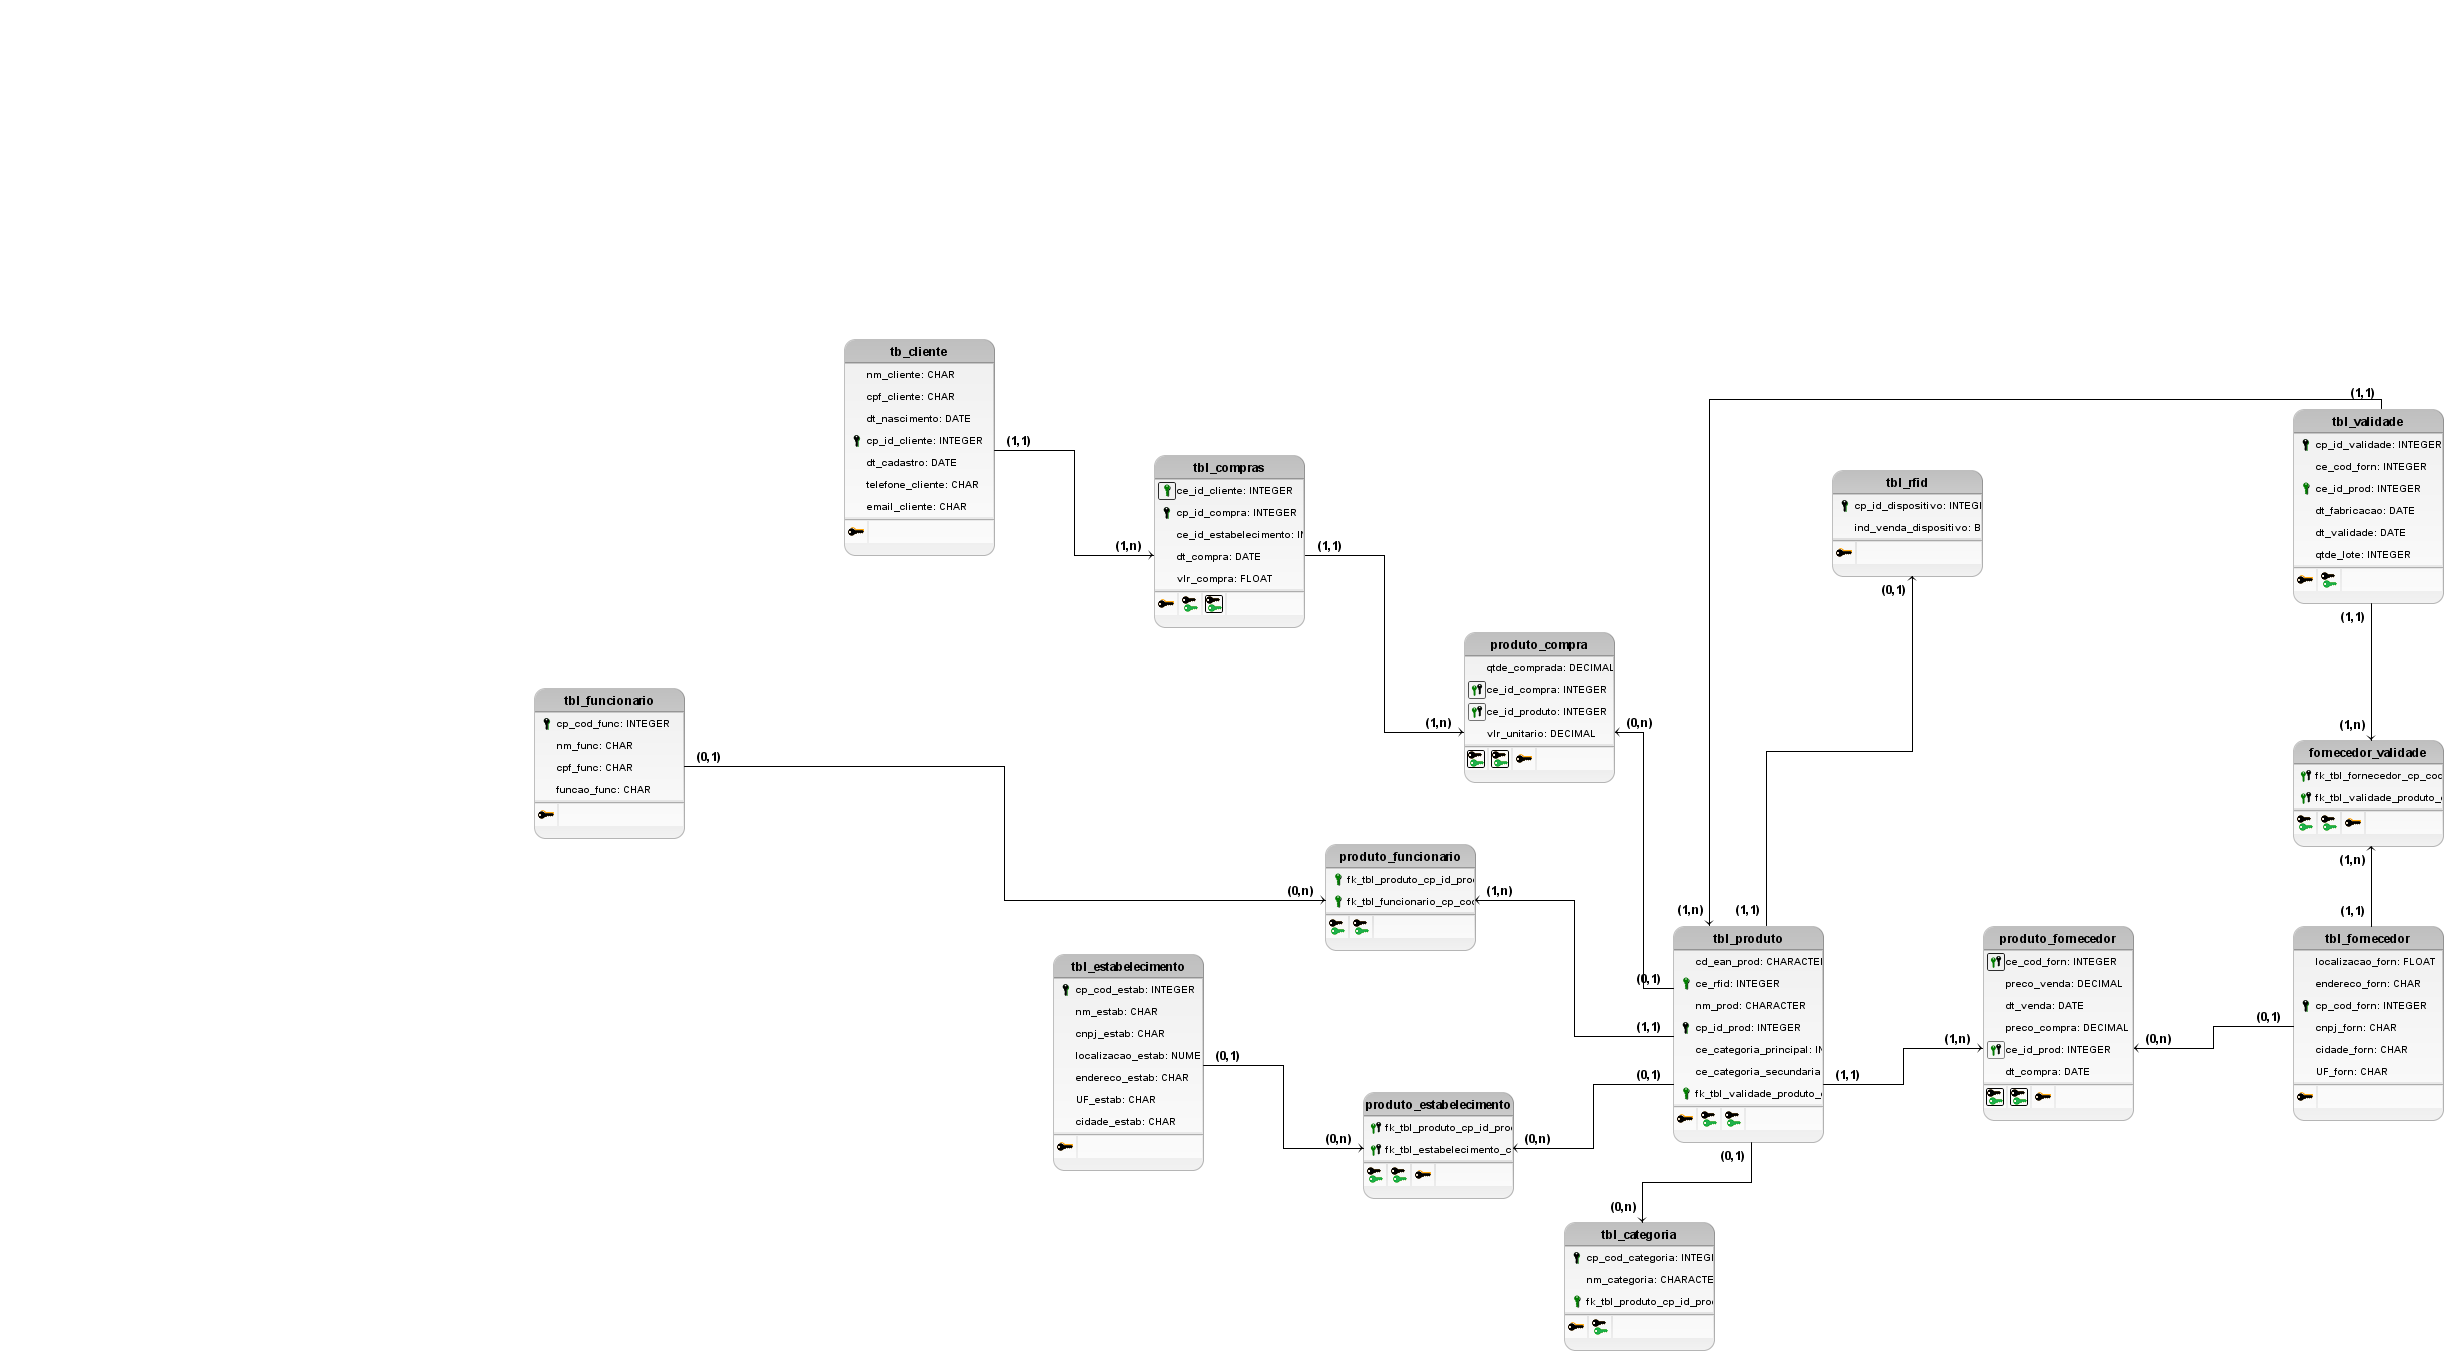 tb_cliente
nm_cliente: CHAR
cpf_cliente: CHAR
dt_nascimento: DATE
cp_id_cliente: INTEGER
dt_cadastro: DATE
telefone_cliente: CHAR
email_cliente: CHAR
(1,1)
(1,n)
tbl_compras
ce_id_cliente: INTEGER
cp_id_compra: INTEGER
ce_id_estabelecimento: IN
dt_compra: DATE
vlr_compra: FLOAT
(1,1)
(1,n)
produto_compra
qtde_comprada: DECIMAL
ce_id_compra: INTEGER
ce_id_produto: INTEGER
vlr_unitario: DECIMAL
(0,n)
tbl_rfid
cp_id_dispositivo: INTEG
ind_venda_dispositivo: B
(0,1)
(1,1)
tbl_validade
cp_id_validade: INTEGER
ce_cod_forn: INTEGER
ce_id_prod: INTEGER
dt_fabricacao: DATE
dt_validade: DATE
qtde_lote: INTEGER
(1,1)
(1,n)
fornecedor_validade
fk_tbl_fornecedor_cp_cod
fk_tbl_validade_produto_
(1,n)
(1,1)
tbl_funcionario
cp_cod_func: INTEGER
nm_func: CHAR
cpf_func: CHAR
funcao_func: CHAR
(0,1)
(0,n)
produto_funcionario
fk_tbl_produto_cp_id_pro
fk_tbl_funcionario_cp_co
(1,n)
tbl_estabelecimento
cp_cod_estab: INTEGER
nm_estab: CHAR
cnpj_estab: CHAR
localizacao_estab: NUME
endereco_estab: CHAR
UF_estab: CHAR
cidade_estab: CHAR
(0,1)
(0,n)
produto_estabelecimento
fk_tbl_produto_cp_id_pro
fk_tbl_estabelecimento_c
(0,n)
(1,n)
(1,1)
tbl_produto
cd_ean_prod: CHARACTE
ce_rfid: INTEGER
nm_prod: CHARACTER
cp_id_prod: INTEGER
ce_categoria_principal: IN
ce_categoria_secundaria
fk_tbl_validade_produto_
(0,1)
(1,1)
(0,1)
(1,1)
(0,1)
(1,n)
produto_fornecedor
ce_cod_forn: INTEGER
preco_venda: DECIMAL
dt_venda: DATE
preco_compra: DECIMAL
ce_id_prod: INTEGER
dt_compra: DATE
(0,n)
(0,1)
tbl_fornecedor
localizacao_forn: FLOAT
endereco_forn: CHAR
cp_cod_forn: INTEGER
cnpj_forn: CHAR
cidade_forn: CHAR
UF_forn: CHAR
(0,n)
tbl_categoria
cp_cod_categoria: INTEG
nm_categoria: CHARACTE
fk_tbl_produto_cp_id_pro